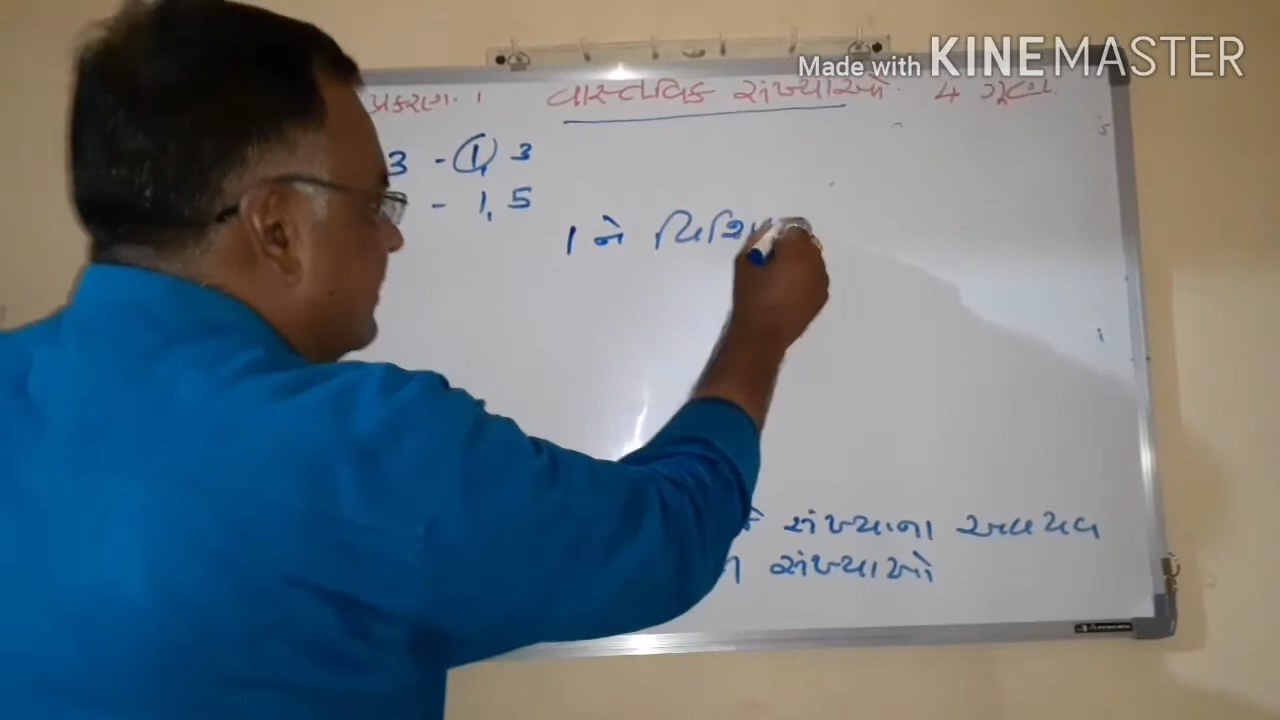 Made with KINEMASTER
પ્રકરણ. 1 વાસ્તવિક સંખ્યાઓ 4 ગુણ
3 - 1, 3
- 1, 5
1 ને
સંખ્યાના અવયવ
સંખ્યાઓ